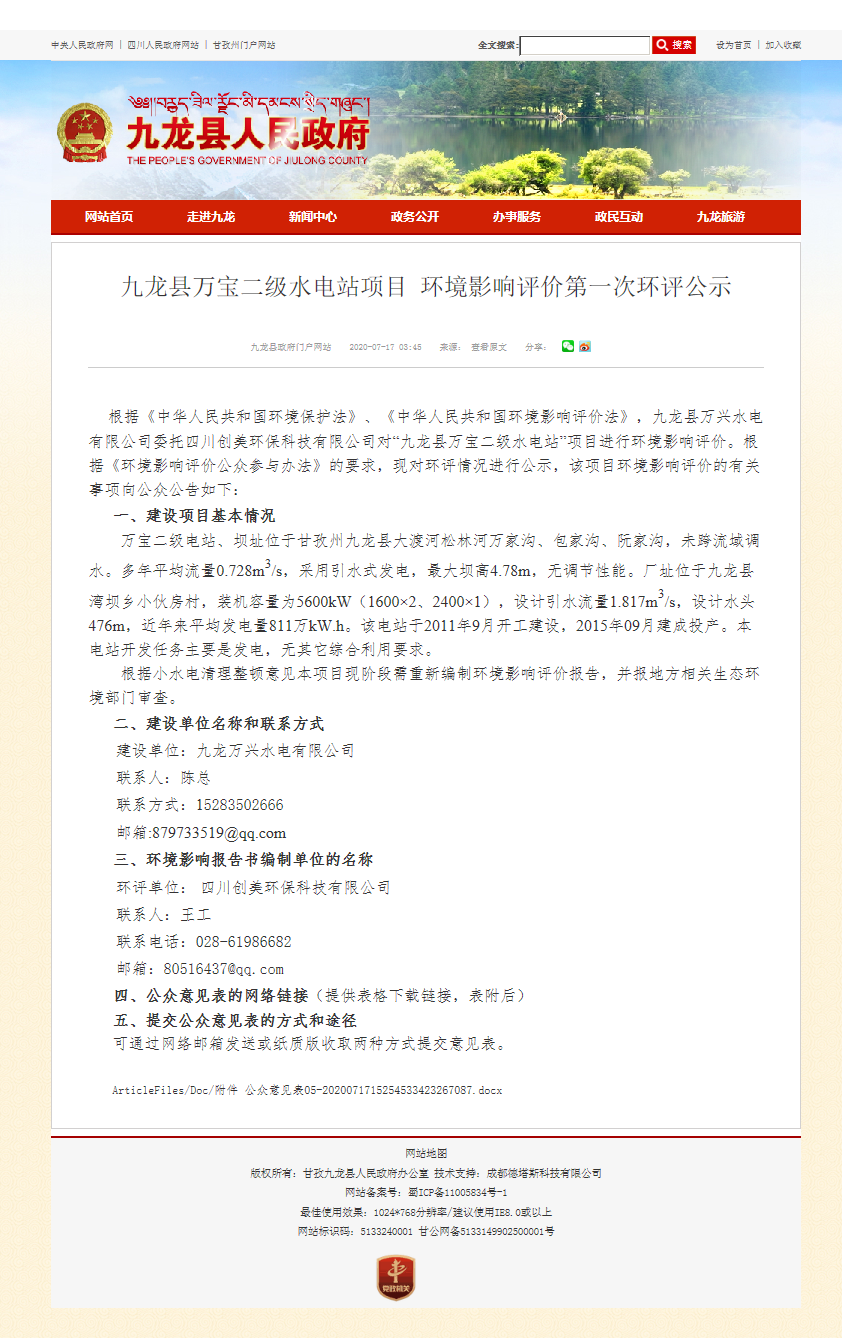 中央人民政府网 | 四川人民政府网站 | 甘孜州门户网站
全文搜索: 搜索 设为首页 | 加入收藏
九龙县人民政府
THE PEOPLE'S GOVERNMENT OF JIULONG COUNTY
网站首页 走进九龙 新闻中心 政务公开 办事服务 政民互动 九龙旅游
九龙县万宝二级水电站项目 环境影响评价第一次环评公示
九龙县政府门户网站 2020-07-17 03:45 来源: 查看原文 分享:
根据《中华人民共和国环境保护法》、《中华人民共和国环境影响评价法》，九龙县万兴水电
有限公司委托四川创美环保科技有限公司对“九龙县万宝二级水电站”项目进行环境影响评价。根
据《环境影响评价公众参与办法》的要求，现对环评情况进行公示，该项目环境影响评价的有关
事项向公众公告如下：
一、建设项目基本情况
万宝二级电站、坝址位于甘孜州九龙县大渡河松林河万家沟、包家沟、阮家沟，未跨流域调
水。多年平均流量0.728m3/s，采用引水式发电，最大坝高4.78m，无调节性能。厂址位于九龙县
湾坝乡小伙房村，装机容量为5600kW（1600×2、2400×1），设计引水流量1.817m3/s，设计水头
476m，近年来平均发电量811万kW.h。该电站于2011年9月开工建设，2015年09月建成投产。本
电站开发任务主要是发电，无其它综合利用要求。
根据小水电清理整顿意见本项目现阶段需重新编制环境影响评价报告，并报地方相关生态环
境部门审查。
二、建设单位名称和联系方式
建设单位：九龙万兴水电有限公司
联系人：陈总
联系方式：15283502666
邮箱:879733519@qq.com
三、环境影响报告书编制单位的名称
环评单位： 四川创美环保科技有限公司
联系人：王工
联系电话：028-61986682
邮箱：80516437@qq.com
四、公众意见表的网络链接（提供表格下载链接，表附后）
五、提交公众意见表的方式和途径
可通过网络邮箱发送或纸质版收取两种方式提交意见表。
ArticleFiles/Doc/附件 公众意见表05-2020071715254533423267087.docx
网站地图
版权所有：甘孜九龙县人民政府办公室 技术支持：成都德塔斯科技有限公司
网站备案号：蜀ICP备11005834号-1
最佳使用效果：1024*768分辨率/建议使用IE8.0或以上
网站标识码：5133240001 甘公网备5133149902500001号
党政机关